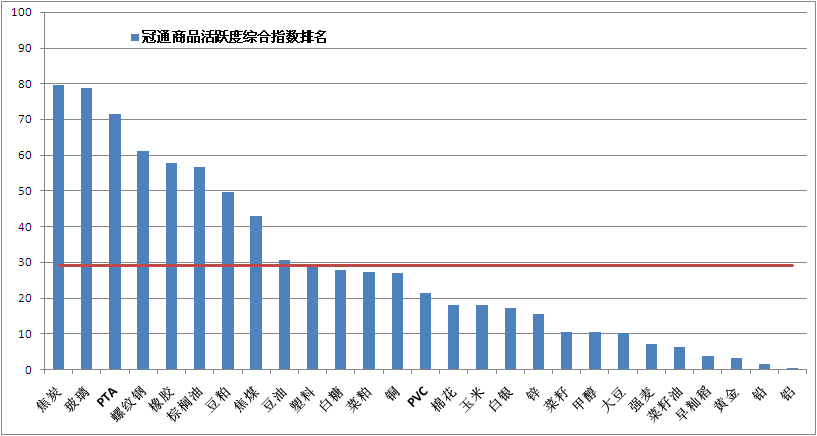 冠通商品活跃度综合指数排名
100
90
80
70
60
50
40
30
20
10
0
焦炭
玻璃
PTA
螺纹钢
橡胶
棕榈油
豆粕
焦煤
豆油
塑料
白糖
菜粕
铜
PVC
棉花
玉米
白银
锌
菜籽
甲醇
大豆
强麦
菜籽油
早籼稻
黄金
铅
铝